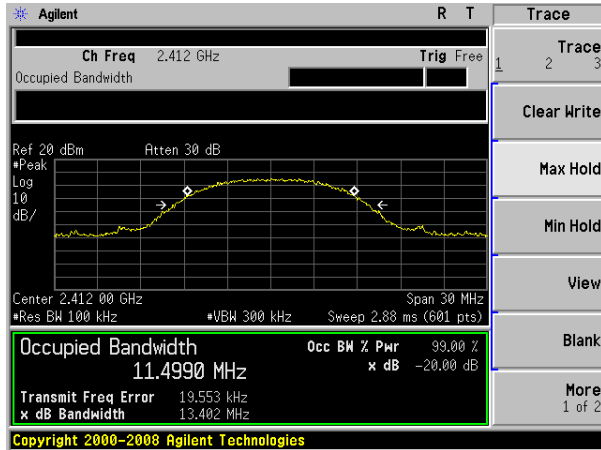 Agilent R T
Ch Freq 2.412 GHz Trig Free
Occupied Bandwidth
Ref 20 dBm Atten 30 dB
#Peak
Log
10
dB/
Center 2.412 00 GHz Span 30 MHz
#Res BW 100 kHz #VBW 300 kHz Sweep 2.88 ms (601 pts)
Occupied Bandwidth Occ BW % Pwr 99.00 %
11.4990 MHz x dB -20.00 dB
Transmit Freq Error 19.553 kHz
x dB Bandwidth 13.402 MHz
Copyright 2000-2008 Agilent Technologies
Trace
Trace
1 2 3
Clear Write
Max Hold
Min Hold
View
Blank
More
1 of 2